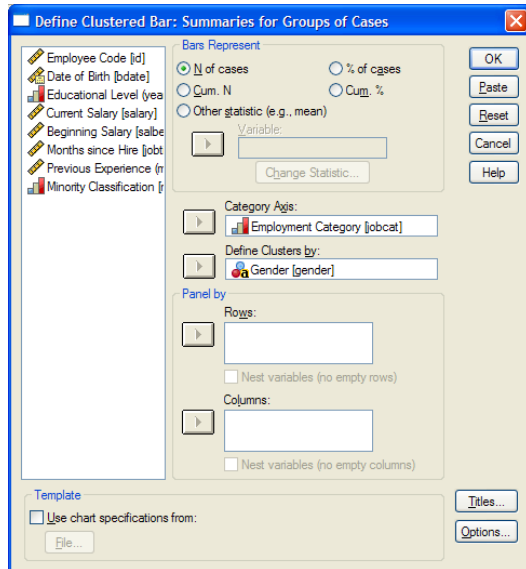 Define Clustered Bar: Summaries for Groups of Cases
Employee Code [id]
Date of Birth [bdate]
Educational Level (yea
Current Salary [salary]
Beginning Salary [salbe
Months since Hire [jobt
Previous Experience (m
Minority Classification [r
Bars Represent
N of cases
% of cases
Cum. N
Cum. %
Other statistic (e.g., mean)
Variable:
Change Statistic...
Category Axis:
Employment Category [jobcat]
Define Clusters by:
Gender [gender]
Panel by
Rows:
Nest variables (no empty rows)
Columns:
Nest variables (no empty columns)
Template
Use chart specifications from:
File...
OK
Paste
Reset
Cancel
Help
Titles...
Options...